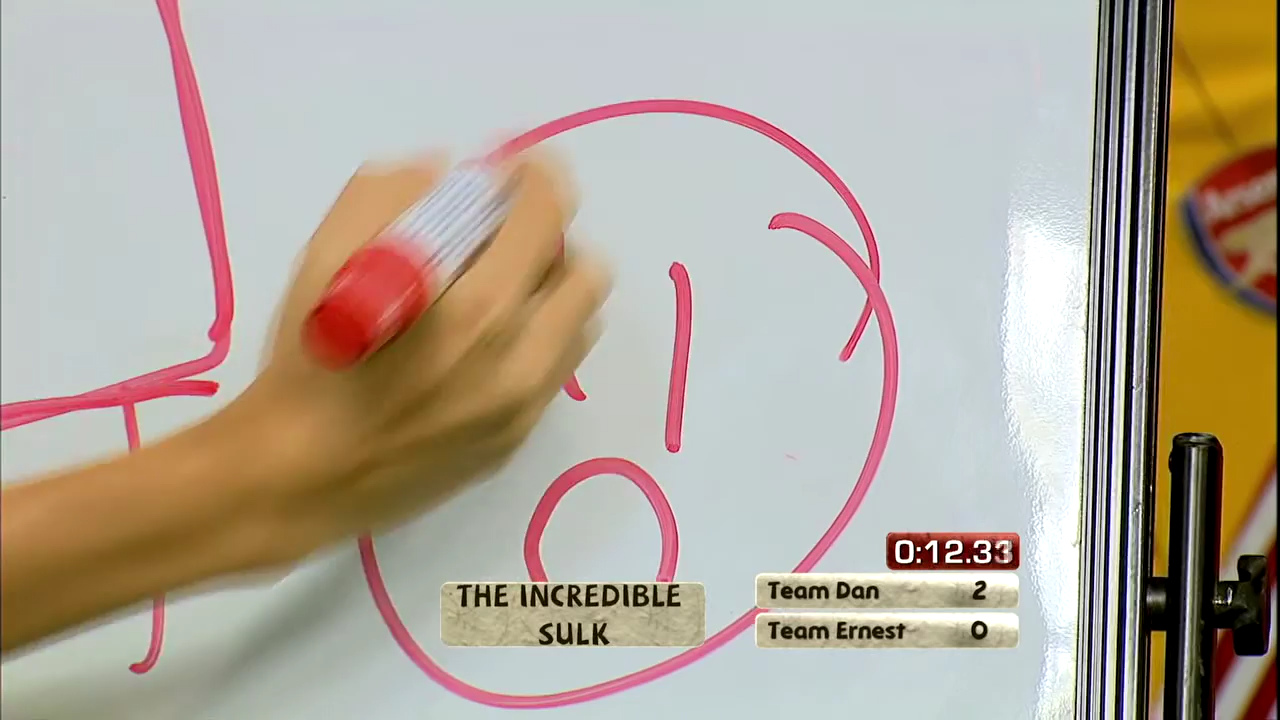 0:12.33
THE INCREDIBLE
SULK
Team Dan 2
Team Ernest 0